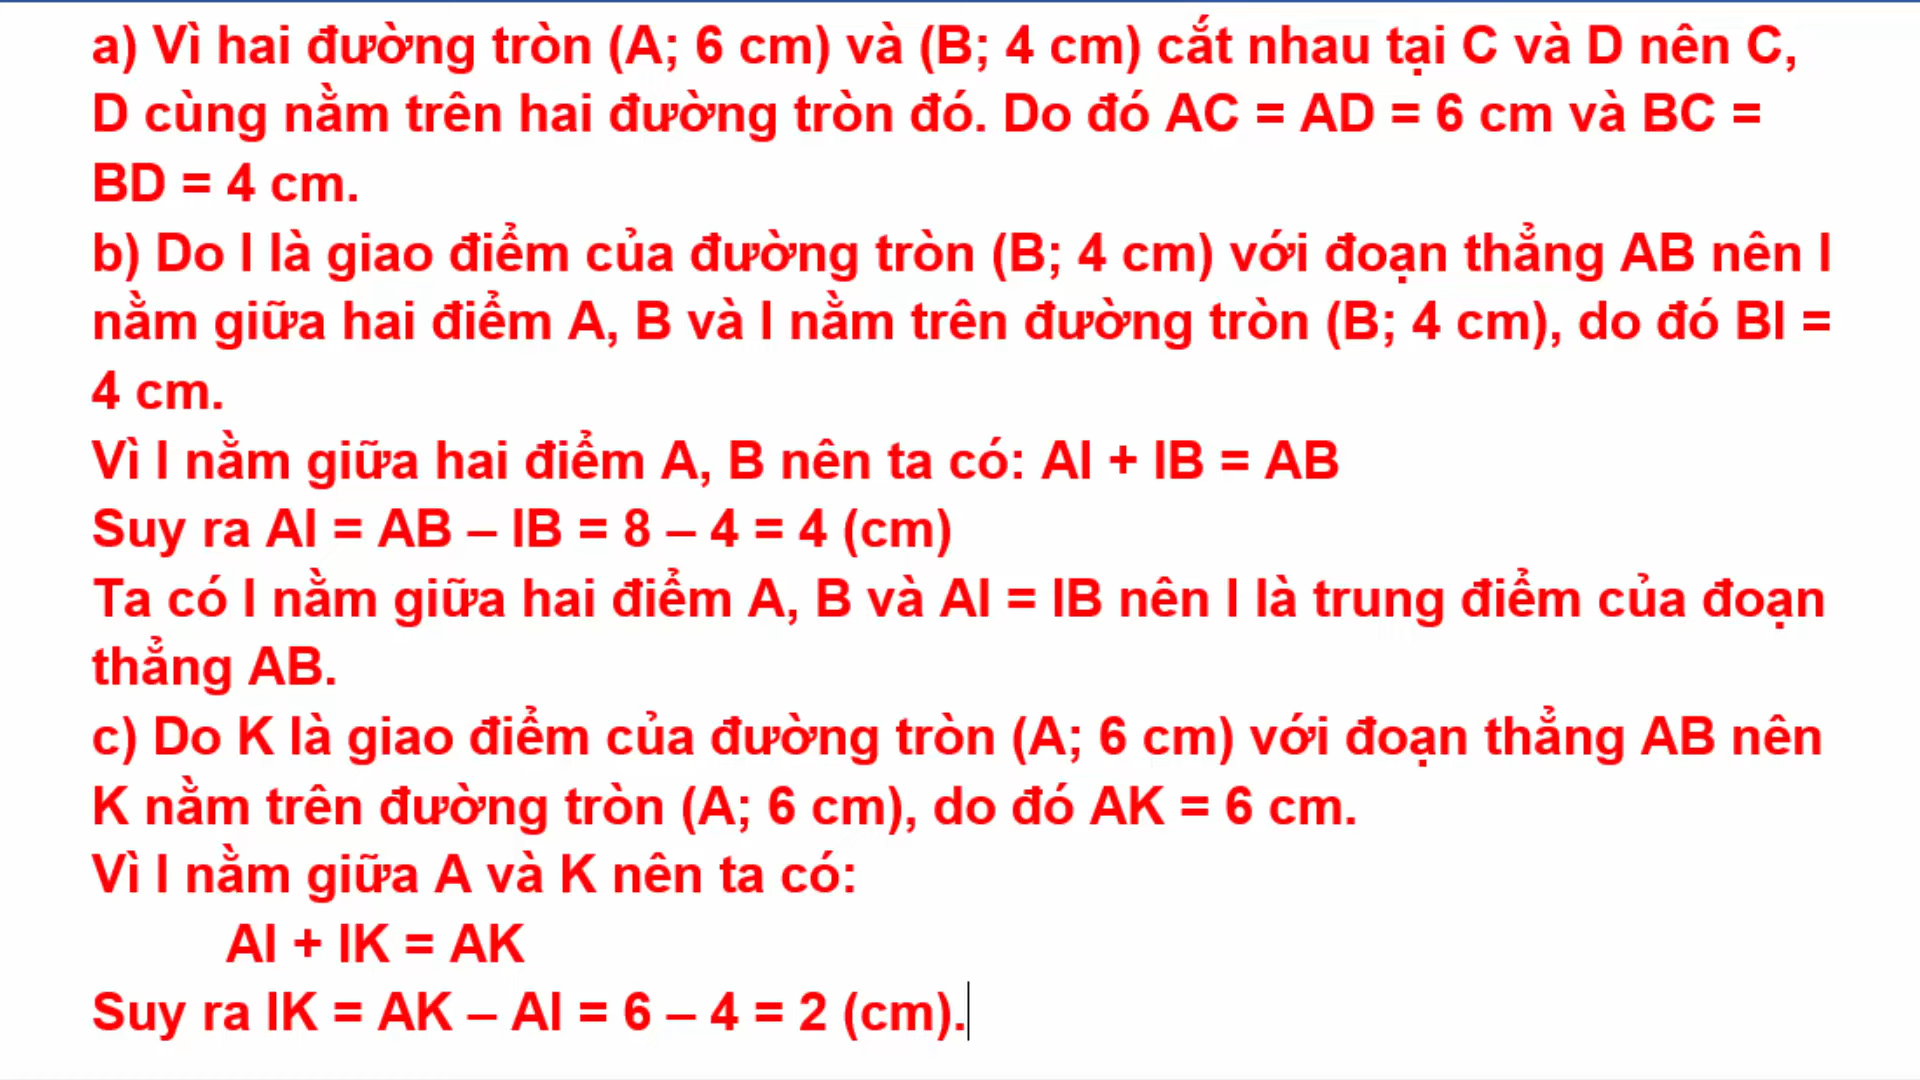 a) Vì hai đường tròn (A; 6 cm) và (B; 4 cm) cắt nhau tại C và D nên C,
D cùng nằm trên hai đường tròn đó. Do đó AC = AD = 6 cm và BC =
BD = 4 cm.
b) Do I là giao điểm của đường tròn (B; 4 cm) với đoạn thẳng AB nên I
nằm giữa hai điểm A, B và I nằm trên đường tròn (B; 4 cm), do đó BI =
4 cm.
Vì I nằm giữa hai điểm A, B nên ta có: AI + IB = AB
Suy ra AI = AB – IB = 8 – 4 = 4 (cm)
Ta có I nằm giữa hai điểm A, B và AI = IB nên I là trung điểm của đoạn
thẳng AB.
c) Do K là giao điểm của đường tròn (A; 6 cm) với đoạn thẳng AB nên
K nằm trên đường tròn (A; 6 cm), do đó AK = 6 cm.
Vì I nằm giữa A và K nên ta có:
AI + IK = AK
Suy ra IK = AK – AI = 6 – 4 = 2 (cm).